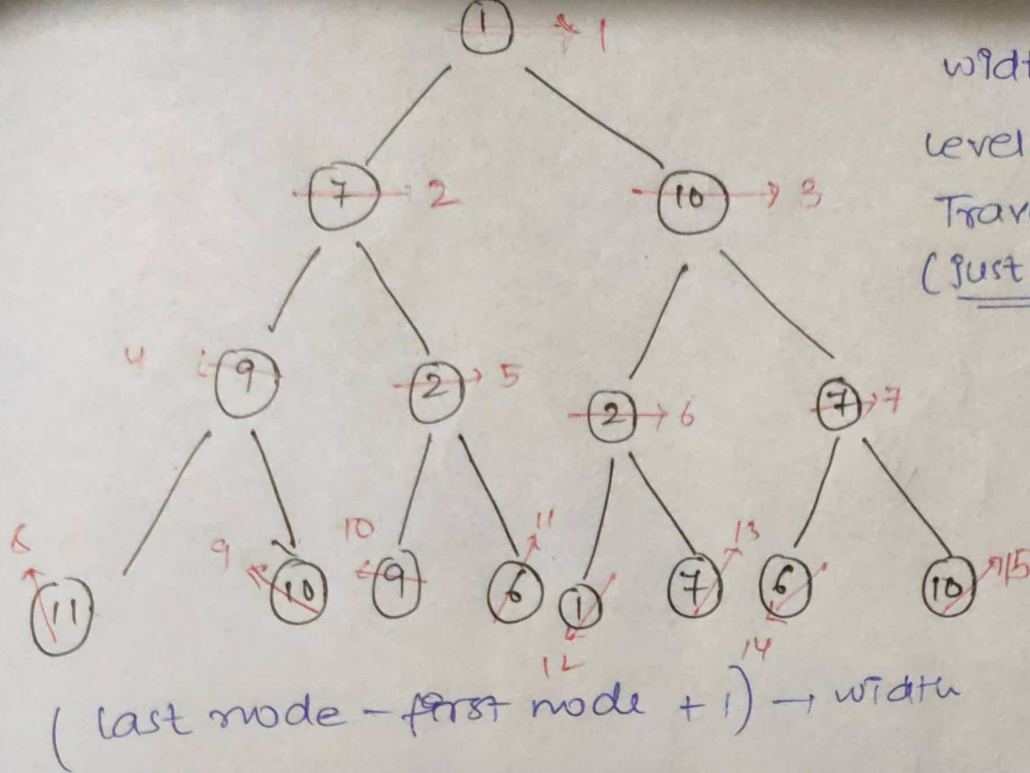 1 1
widt
Level
7 2 10 3
Trav
(just
4 9 2 5 2 6 7 7
8 9 10 11 13 15
11 10 9 6 1 7 6 10
12 14
(last node - first node + 1) → width